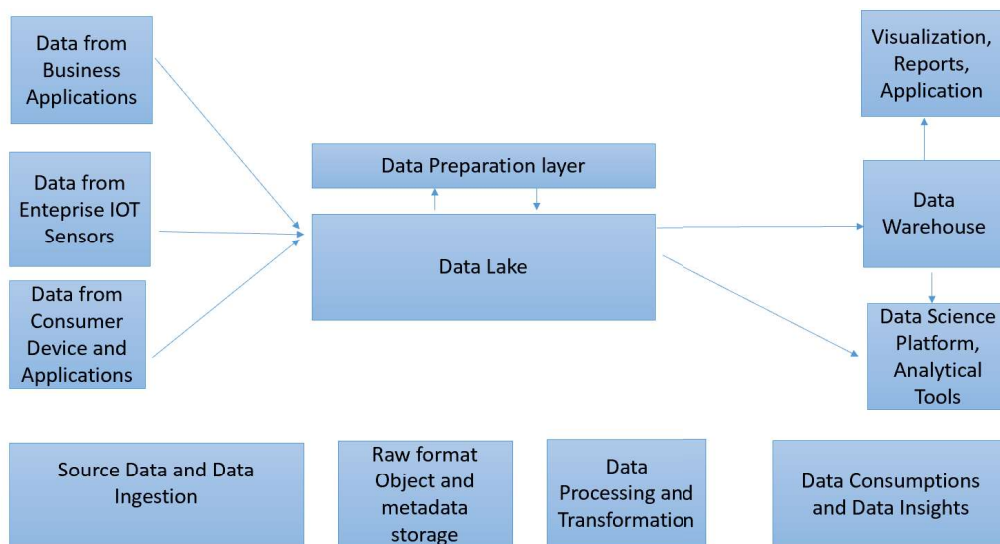 Data from
Business
Applications
Visualization,
Reports,
Application
Data Preparation layer
Data from
Enteprise IOT
Sensors
Data
Warehouse
Data Lake
Data from
Consumer
Device and
Applications
Data Science
Platform,
Analytical
Tools
Source Data and Data
Ingestion
Raw format
Object and
metadata
storage
Data
Processing and
Transformation
Data Consumptions
and Data Insights